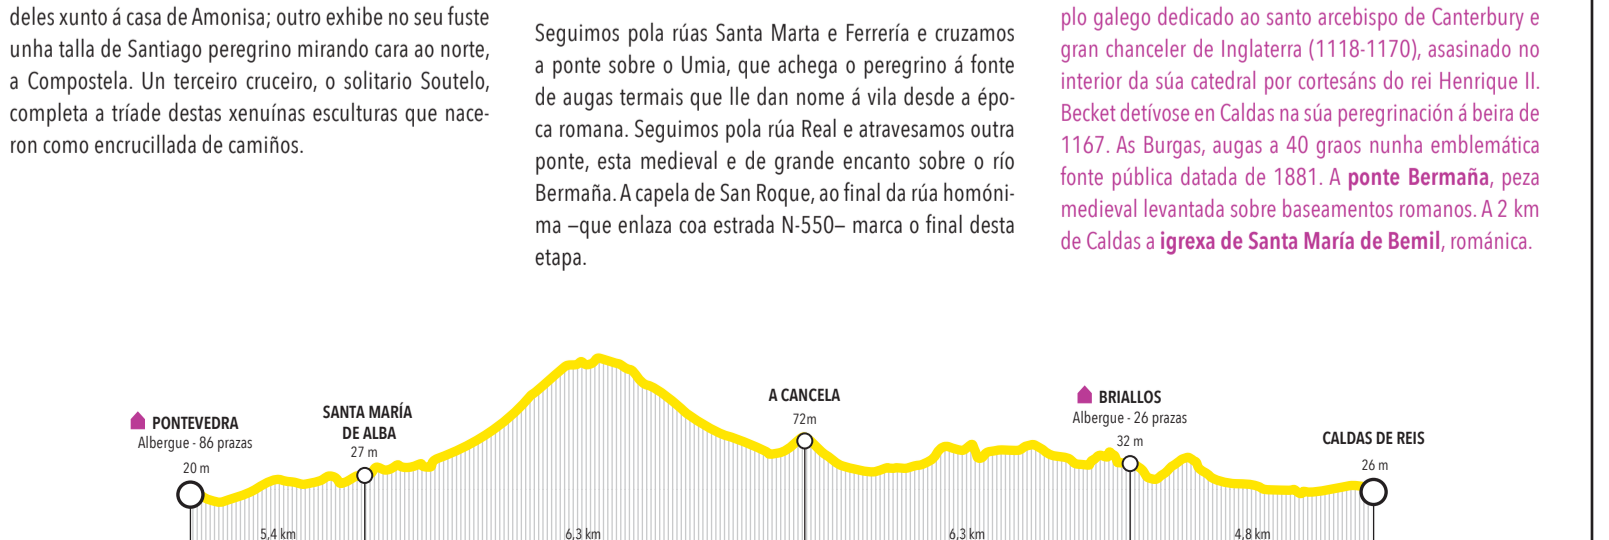 deles xunto á casa de Amonisa; outro exhibe no seu fuste
unha talla de Santiago peregrino mirando cara ao norte,
a Compostela. Un terceiro cruceiro, o solitario Soutelo,
completa a tríade destas xenuínas esculturas que nace-
ron como encrucillada de camiños.
Seguimos pola rúas Santa Marta e Ferrería e cruzamos
a ponte sobre o Umia, que achega o peregrino á fonte
de augas termais que lle dan nome á vila desde a épo-
ca romana. Seguimos pola rúa Real e atravesamos outra
ponte, esta medieval e de grande encanto sobre o río
Bermaña. A capela de San Roque, ao final da rúa homóni-
ma –que enlaza coa estrada N-550– marca o final desta
etapa.
plo galego dedicado ao santo arcebispo de Canterbury e
gran chanceler de Inglaterra (1118-1170), asasinado no
interior da súa catedral por cortesáns do rei Henrique II.
Becket detívose en Caldas na súa peregrinación á beira de
1167. As Burgas, augas a 40 graos nunha emblemática
fonte pública datada de 1881. A ponte Bermaña, peza
medieval levantada sobre baseamentos romanos. A 2 km
de Caldas a igrexa de Santa María de Bemil, románica.
PONTEVEDRA
Albergue - 86 prazas
20 m
SANTA MARÍA
DE ALBA
27 m
A CANCELA
72m
BRIALLOS
Albergue - 26 prazas
32 m
CALDAS DE REIS
26 m
5,4 km
6,3 km
6,3 km
4,8 km